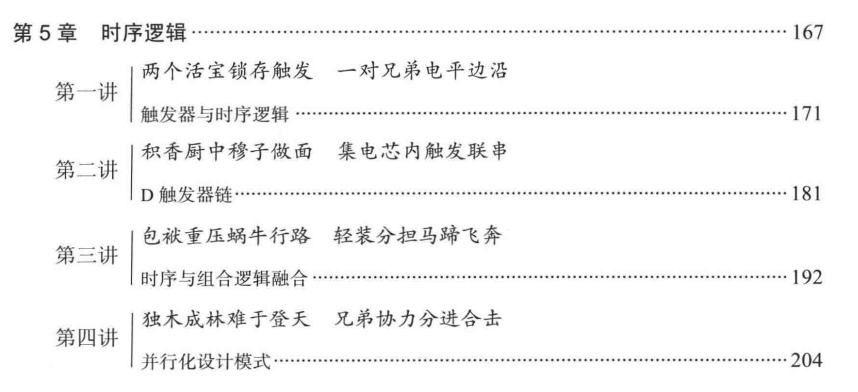 第 5 章 时序逻辑 167
第一讲
两个活宝锁存触发 一对兄弟电平边沿
触发器与时序逻辑 171
第二讲
积香厨中穆子做面 集电芯内触发联串
D 触发器链 181
第三讲
包袱重压蜗牛行路 轻装分担马蹄飞奔
时序与组合逻辑融合 192
第四讲
独木成林难于登天 兄弟协力分进合击
并行化设计模式 204